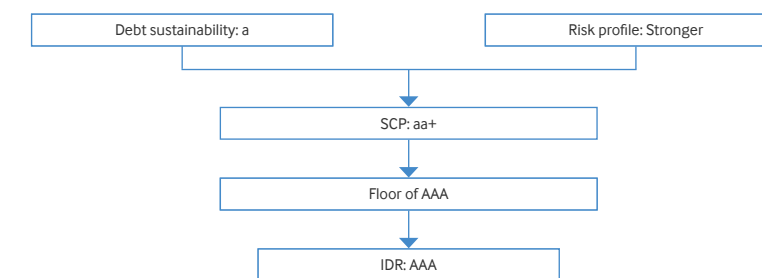 Debt sustainability: a
Risk profile: Stronger
SCP: aa+
Floor of AAA
IDR: AAA